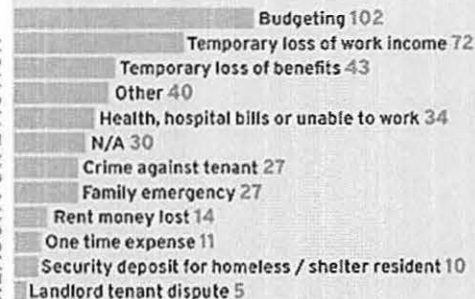 Budgeting 102
Temporary loss of work income 72
Temporary loss of benefits 43
Other 40
Health, hospital bills or unable to work 34
N/A 30
Crime against tenant 27
Family emergency 27
Rent money lost 14
One time expense 11
Security deposit for homeless / shelter resident 10
Landlord tenant dispute 5